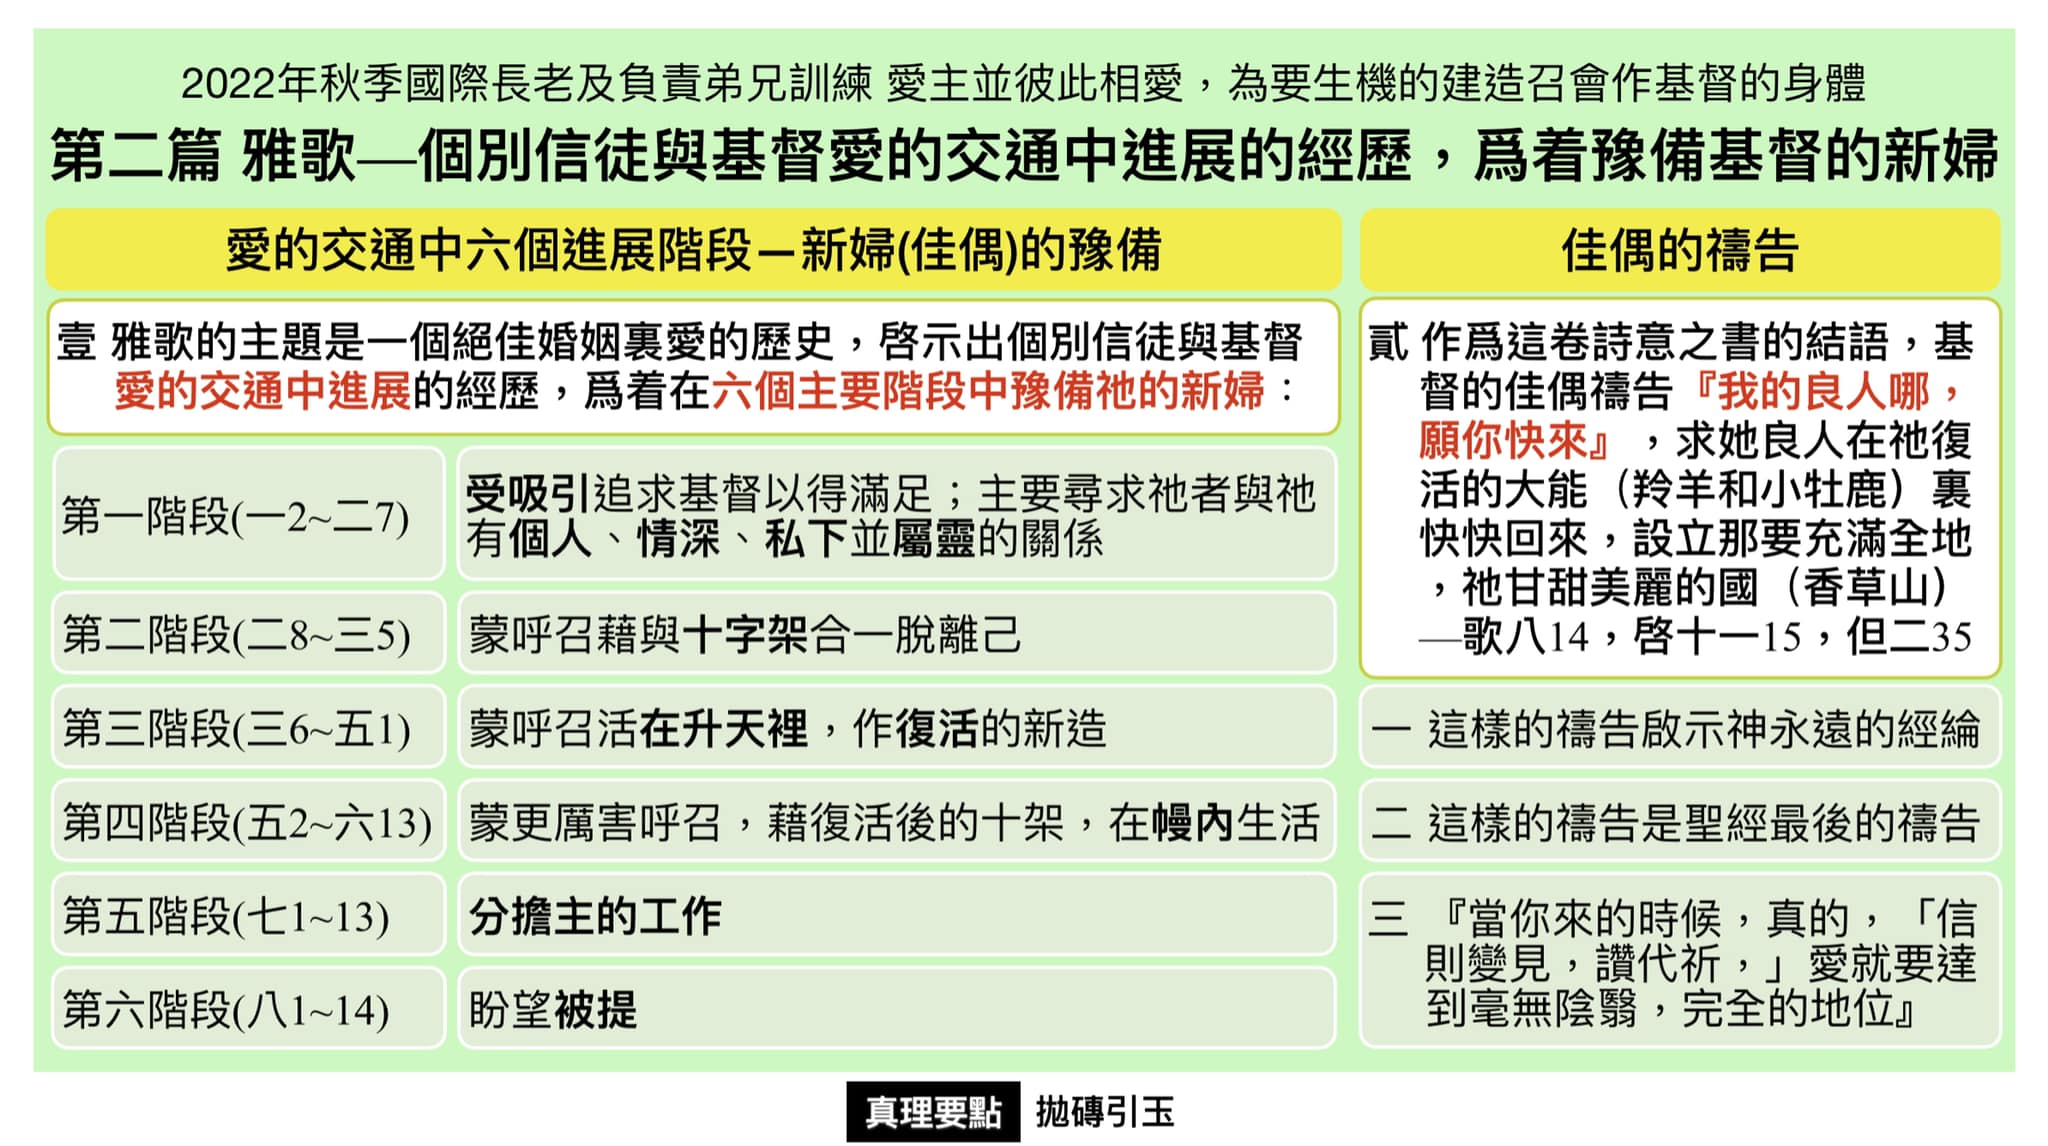 2022年秋季國際長老及負責弟兄訓練 愛主並彼此相愛，為要生機的建造召會作基督的身體
第二篇 雅歌—個別信徒與基督愛的交通中進展的經歷，爲着豫備基督的新婦
愛的交通中六個進展階段－新婦(佳偶)的豫備
壹 雅歌的主題是一個絕佳婚姻裏愛的歷史，啓示出個別信徒與基督
愛的交通中進展的經歷，爲着在六個主要階段中豫備祂的新婦：
第一階段(一2~二7)
受吸引追求基督以得滿足；主要尋求祂者與祂
有個人、情深、私下並屬靈的關係
第二階段(二8~三5)
蒙呼召藉與十字架合一脫離己
第三階段(三6~五1)
蒙呼召活在升天裡，作復活的新造
第四階段(五2~六13)
蒙更厲害呼召，藉復活後的十架，在幔內生活
第五階段(七1~13)
分擔主的工作
第六階段(八1~14)
盼望被提
佳偶的禱告
貳 作爲這卷詩意之書的結語，基
督的佳偶禱告『我的良人哪，
願你快來』，求她良人在祂復
活的大能（羚羊和小牡鹿）裏
快快回來，設立那要充滿全地
，祂甘甜美麗的國（香草山）
—歌八14，啓十一15，但二35
一 這樣的禱告啟示神永遠的經綸
二 這樣的禱告是聖經最後的禱告
三 『當你來的時候，真的，「信
則變見，讚代祈，」愛就要達
到毫無陰翳，完全的地位』
真理要點 拋磚引玉